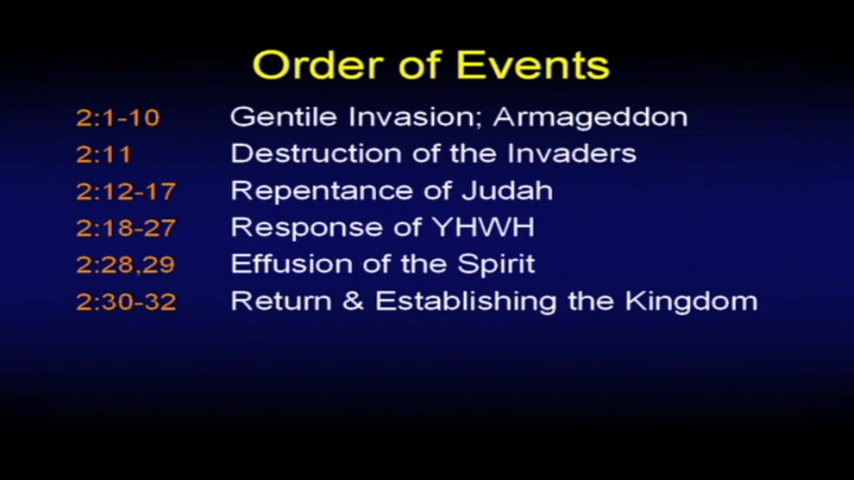 Order of Events
2:1-10 Gentile Invasion; Armageddon
2:11 Destruction of the Invaders
2:12-17 Repentance of Judah
2:18-27 Response of YHWH
2:28,29 Effusion of the Spirit
2:30-32 Return & Establishing the Kingdom